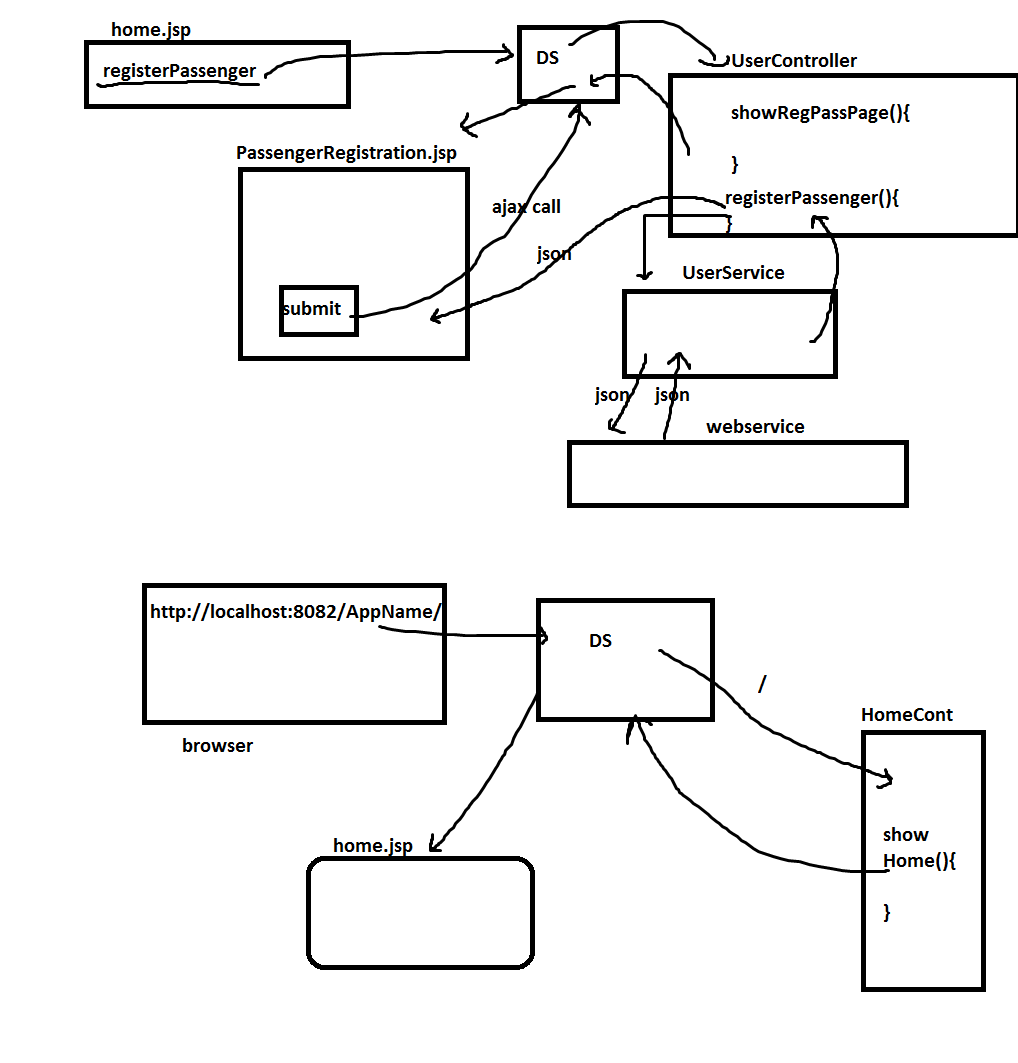 home.jsp
registerPassenger
DS
UserController
showRegPassPage(){
}
PassengerRegistration.jsp
registerPassenger(){
}
ajax call
json
UserService
submit
json
json
webservice
http://localhost:8082/AppName/
browser
DS
/
HomeCont
show
Home(){
}
home.jsp